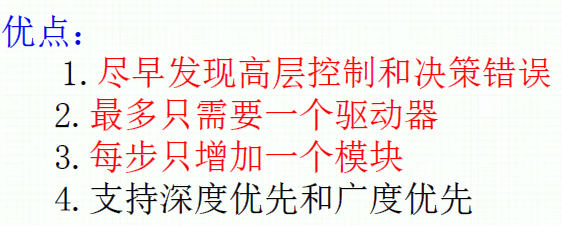 优点：
1.尽早发现高层控制和决策错误
2.最多只需要一个驱动器
3.每步只增加一个模块
4.支持深度优先和广度优先